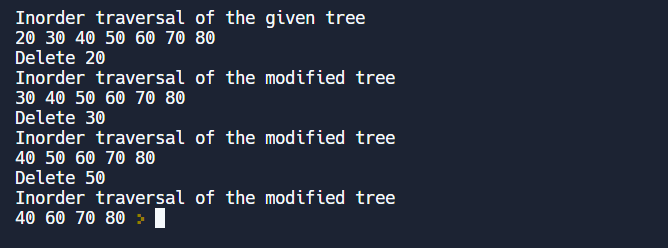 Inorder traversal of the given tree
20 30 40 50 60 70 80
Delete 20
Inorder traversal of the modified tree
30 40 50 60 70 80
Delete 30
Inorder traversal of the modified tree
40 50 60 70 80
Delete 50
Inorder traversal of the modified tree
40 60 70 80 >